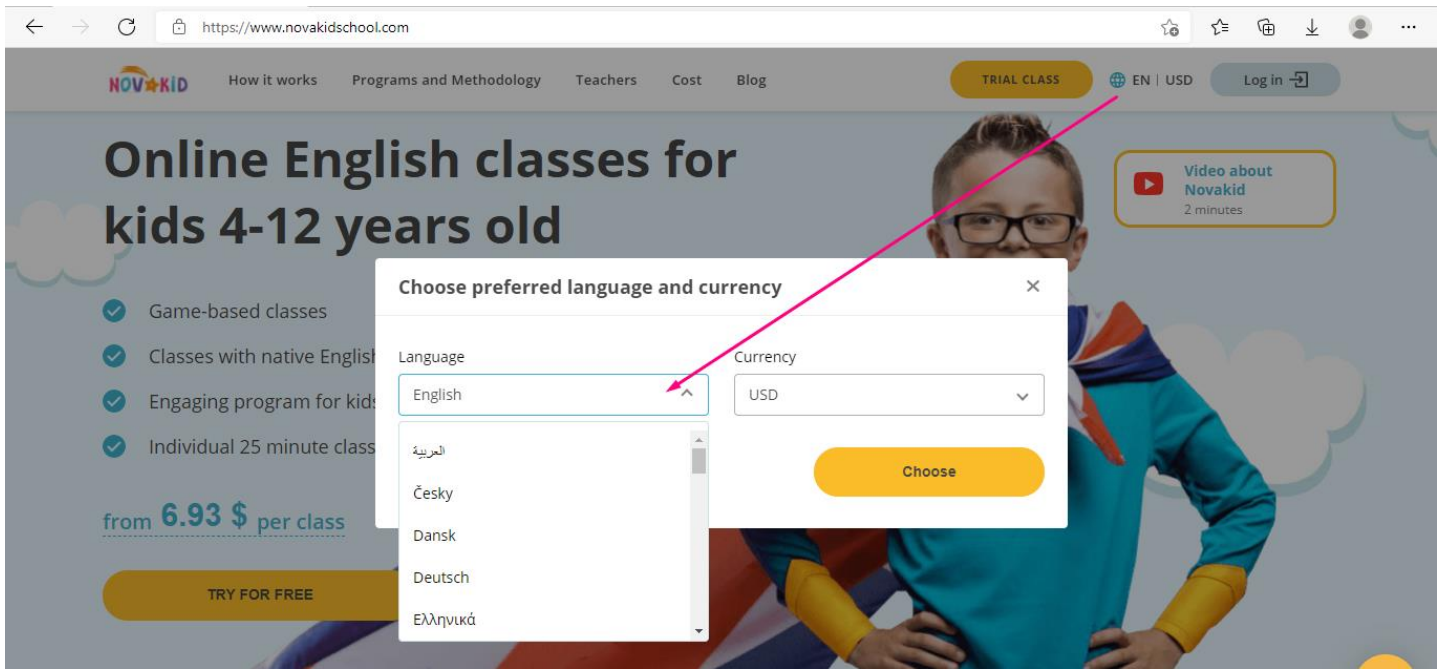 https://www.novakidschool.com
NOVAKID
How it works
Programs and Methodology
Teachers
Cost
Blog
TRIAL CLASS
EN | USD
Log in
Online English classes for
kids 4-12 years old
Video about
Novakid
2 minutes
Game-based classes
Classes with native English
Engaging program for kids
Individual 25 minute class
from 6.93 $ per class
TRY FOR FREE
Choose preferred language and currency
Language
Currency
English
USD
العربية
Česky
Dansk
Deutsch
Ελληνικά
Choose